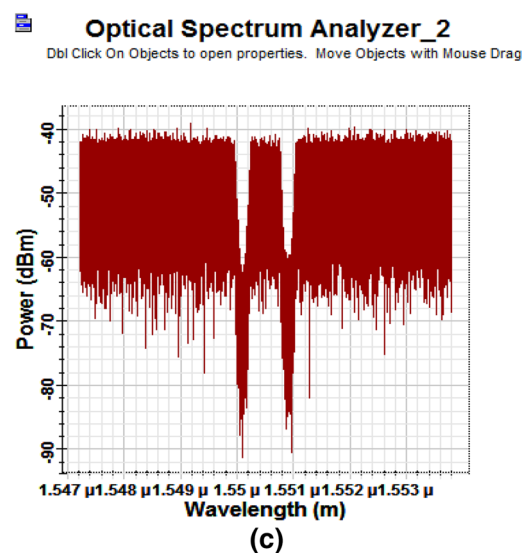 Optical Spectrum Analyzer_2
Dbl Click On Objects to open properties. Move Objects with Mouse Drag
Power (dBm)
-40
-50
-60
-70
-80
-90
1.547 µ1.548 µ1.549 µ 1.55 µ 1.551 µ1.552 µ1.553 µ
Wavelength (m)
(c)